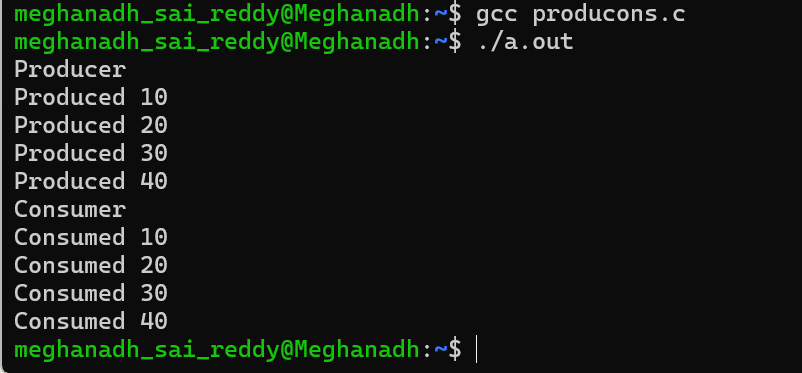 meghanadh_sai_reddy@Meghanadh:~$ gcc producons.c
meghanadh_sai_reddy@Meghanadh:~$ ./a.out
Producer
Produced 10
Produced 20
Produced 30
Produced 40
Consumer
Consumed 10
Consumed 20
Consumed 30
Consumed 40
meghanadh_sai_reddy@Meghanadh:~$